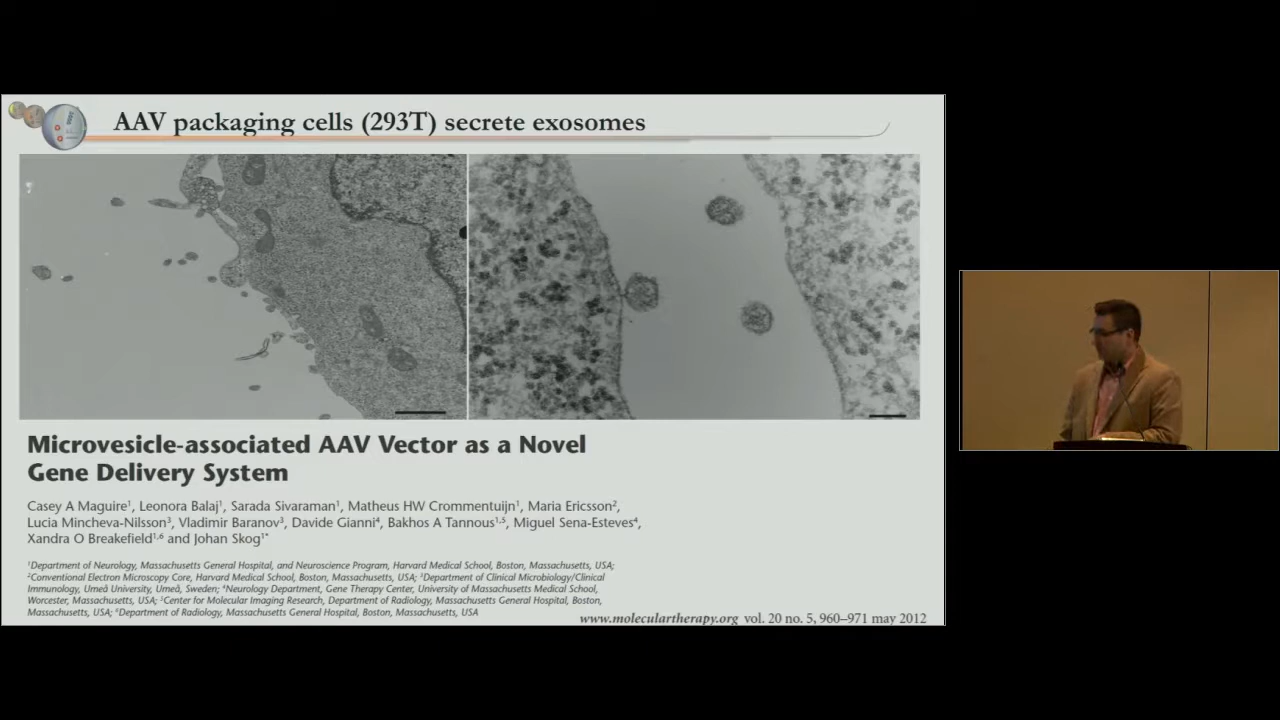 AAV packaging cells (293T) secrete exosomes
Microvesicle-associated AAV Vector as a Novel
Gene Delivery System
Casey A Maguire¹, Leonora Balaj¹, Sarada Sivaraman¹, Matheus HW Crommentuijn¹, Maria Ericsson²,
Lucia Mincheva-Nilsson³, Vladimir Baranov³, Davide Gianni⁴, Bakhos A Tannous¹,⁵, Miguel Sena-Esteves⁴,
Xandra O Breakefield¹,⁶ and Johan Skog¹*
¹Department of Neurology, Massachusetts General Hospital, and Neuroscience Program, Harvard Medical School, Boston, Massachusetts, USA;
²Conventional Electron Microscopy Core, Harvard Medical School, Boston, Massachusetts, USA; ³Department of Clinical Microbiology/Clinical
Immunology, Umeå University, Umeå, Sweden; ⁴Neurology Department, Gene Therapy Center, University of Massachusetts Medical School,
Worcester, Massachusetts, USA; ⁵Center for Molecular Imaging Research, Department of Radiology, Massachusetts General Hospital, Boston,
Massachusetts, USA; ⁶Department of Radiology, Massachusetts General Hospital, Boston, Massachusetts, USA
www.moleculartherapy.org vol. 20 no. 5, 960–971 may 2012